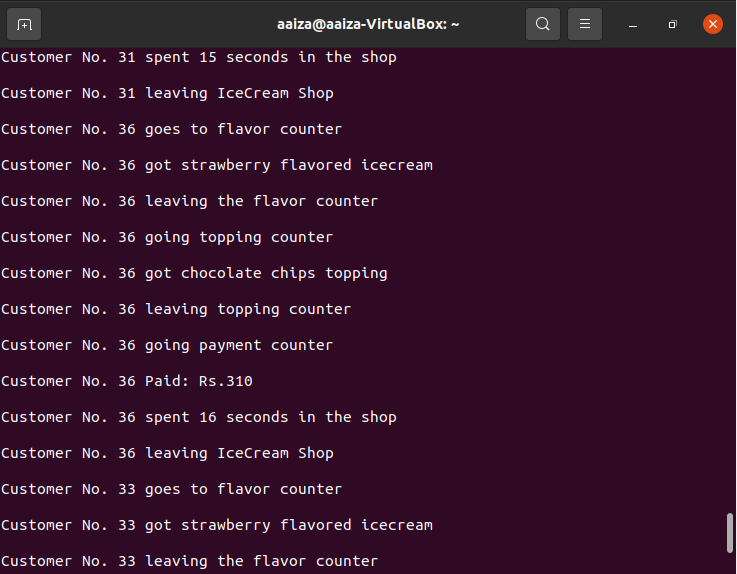 aaiza@aaiza-VirtualBox: ~
Customer No. 31 spent 15 seconds in the shop
Customer No. 31 leaving IceCream Shop
Customer No. 36 goes to flavor counter
Customer No. 36 got strawberry flavored icecream
Customer No. 36 leaving the flavor counter
Customer No. 36 going topping counter
Customer No. 36 got chocolate chips topping
Customer No. 36 leaving topping counter
Customer No. 36 going payment counter
Customer No. 36 Paid: Rs.310
Customer No. 36 spent 16 seconds in the shop
Customer No. 36 leaving IceCream Shop
Customer No. 33 goes to flavor counter
Customer No. 33 got strawberry flavored icecream
Customer No. 33 leaving the flavor counter